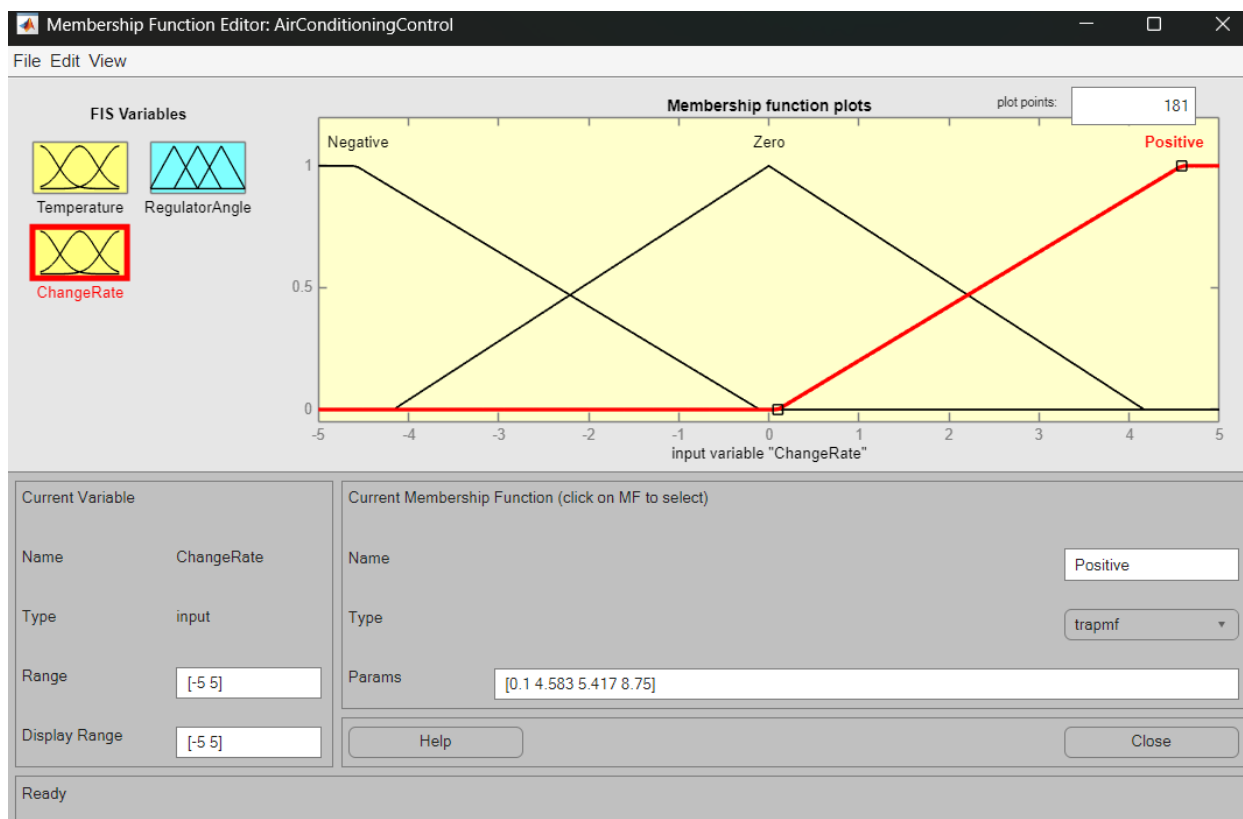 Membership Function Editor: AirConditioningControl
File Edit View
FIS Variables
Temperature
RegulatorAngle
ChangeRate
Membership function plots
plot points:
181
Negative
Zero
Positive
1
0.5
0
-5 -4 -3 -2 -1 0 1 2 3 4 5
input variable "ChangeRate"
Current Variable
Name ChangeRate
Type input
Range [-5 5]
Display Range [-5 5]
Current Membership Function (click on MF to select)
Name Positive
Type trapmf
Params [0.1 4.583 5.417 8.75]
Help
Close
Ready